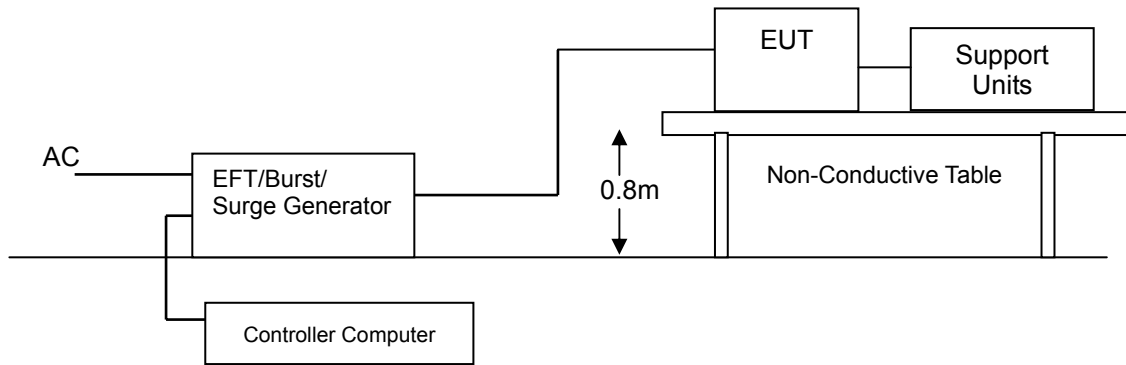 EUT
Support
Units
AC
EFT/Burst/
Surge Generator
0.8m
Non-Conductive Table
Controller Computer